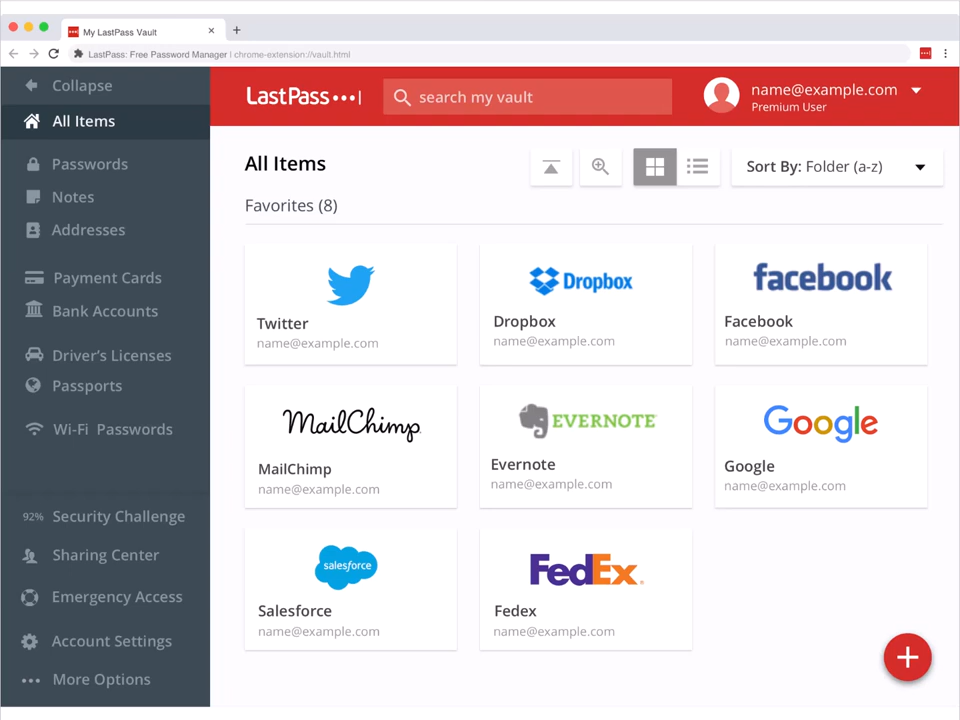 My LastPass Vault
LastPass: Free Password Manager | chrome-extension://vault.html
Collapse
All Items
Passwords
Notes
Addresses
Payment Cards
Bank Accounts
Driver's Licenses
Passports
Wi-Fi Passwords
92% Security Challenge
Sharing Center
Emergency Access
Account Settings
More Options
LastPass
search my vault
name@example.com
Premium User
All Items
Sort By: Folder (a-z)
Favorites (8)
Twitter
name@example.com
Dropbox
Dropbox
name@example.com
facebook
Facebook
name@example.com
MailChimp
MailChimp
name@example.com
EVERNOTE
Evernote
name@example.com
Google
Google
name@example.com
salesforce
Salesforce
name@example.com
FedEx®
Fedex
name@example.com